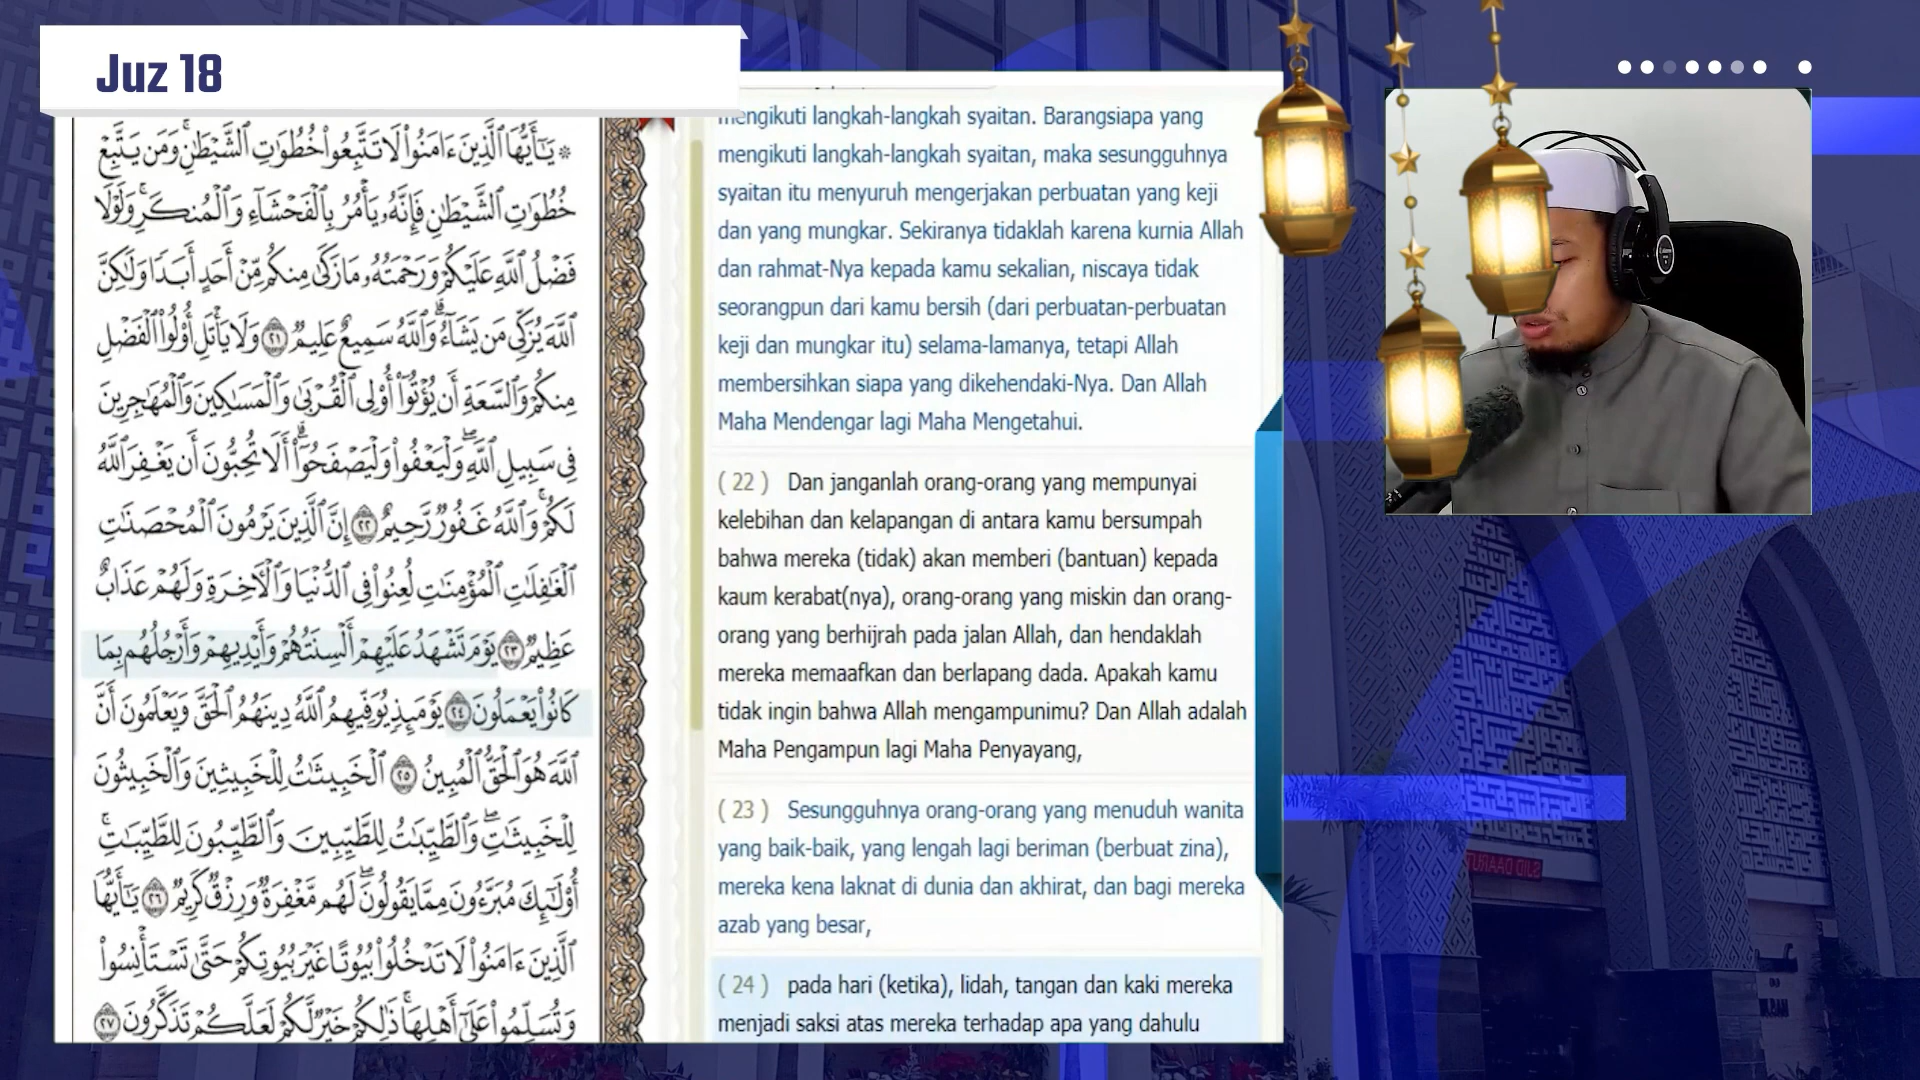 Juz 18
۞ يَٰٓأَيُّهَا ٱلَّذِينَ ءَامَنُوا۟ لَا تَتَّبِعُوا۟ خُطُوَٰتِ ٱلشَّيْطَٰنِ ۚ وَمَن يَتَّبِعْ
خُطُوَٰتِ ٱلشَّيْطَٰنِ فَإِنَّهُۥ يَأْمُرُ بِٱلْفَحْشَآءِ وَٱلْمُنكَرِ ۚ وَلَوْلَا
فَضْلُ ٱللَّهِ عَلَيْكُمْ وَرَحْمَتُهُۥ مَا زَكَىٰ مِنكُم مِّنْ أَحَدٍ أَبَدًا وَلَٰكِنَّ
ٱللَّهَ يُزَكِّى مَن يَشَآءُ ۗ وَٱللَّهُ سَمِيعٌ عَلِيمٌ ٢١ وَلَا يَأْتَلِ أُو۟لُوا۟ ٱلْفَضْلِ
مِنكُمْ وَٱلسَّعَةِ أَن يُؤْتُوٓا۟ أُو۟لِى ٱلْقُرْبَىٰ وَٱلْمَسَٰكِينَ وَٱلْمُهَٰجِرِينَ
فِى سَبِيلِ ٱللَّهِ ۖ وَلْيَعْفُوا۟ وَلْيَصْفَحُوٓا۟ ۗ أَلَا تُحِبُّونَ أَن يَغْفِرَ ٱللَّهُ
لَكُمْ ۗ وَٱللَّهُ غَفُورٌ رَّحِيمٌ ٢٢ إِنَّ ٱلَّذِينَ يَرْمُونَ ٱلْمُحْصَنَٰتِ
ٱلْغَٰفِلَٰتِ ٱلْمُؤْمِنَٰتِ لُعِنُوا۟ فِى ٱلدُّنْيَا وَٱلْءَاخِرَةِ وَلَهُمْ عَذَابٌ
عَظِيمٌ ٢٣ يَوْمَ تَشْهَدُ عَلَيْهِمْ أَلْسِنَتُهُمْ وَأَيْدِيهِمْ وَأَرْجُلُهُم بِمَا
كَانُوا۟ يَعْمَلُونَ ٢٤ يَوْمَئِذٍ يُوَفِّيهِمُ ٱللَّهُ دِينَهُمُ ٱلْحَقَّ وَيَعْلَمُونَ أَنَّ
ٱللَّهَ هُوَ ٱلْحَقُّ ٱلْمُبِينُ ٢٥ ٱلْخَبِيثَٰتُ لِلْخَبِيثِينَ وَٱلْخَبِيثُونَ
لِلْخَبِيثَٰتِ ۖ وَٱلطَّيِّبَٰتُ لِلطَّيِّبِينَ وَٱلطَّيِّبُونَ لِلطَّيِّبَٰتِ ۚ
أُو۟لَٰٓئِكَ مُبَرَّءُونَ مِمَّا يَقُولُونَ ۖ لَهُم مَّغْفِرَةٌ وَرِزْقٌ كَرِيمٌ ٢٦ يَٰٓأَيُّهَا
ٱلَّذِينَ ءَامَنُوا۟ لَا تَدْخُلُوا۟ بُيُوتًا غَيْرَ بُيُوتِكُمْ حَتَّىٰ تَسْتَأْنِسُوا۟
وَتُسَلِّمُوا۟ عَلَىٰٓ أَهْلِهَا ۚ ذَٰلِكُمْ خَيْرٌ لَّكُمْ لَعَلَّكُمْ تَذَكَّرُونَ ٢٧
mengikuti langkah-langkah syaitan. Barangsiapa yang
mengikuti langkah-langkah syaitan, maka sesungguhnya
syaitan itu menyuruh mengerjakan perbuatan yang keji
dan yang mungkar. Sekiranya tidaklah karena kurnia Allah
dan rahmat-Nya kepada kamu sekalian, niscaya tidak
seorangpun dari kamu bersih (dari perbuatan-perbuatan
keji dan mungkar itu) selama-lamanya, tetapi Allah
membersihkan siapa yang dikehendaki-Nya. Dan Allah
Maha Mendengar lagi Maha Mengetahui.
( 22 ) Dan janganlah orang-orang yang mempunyai
kelebihan dan kelapangan di antara kamu bersumpah
bahwa mereka (tidak) akan memberi (bantuan) kepada
kaum kerabat(nya), orang-orang yang miskin dan orang-
orang yang berhijrah pada jalan Allah, dan hendaklah
mereka memaafkan dan berlapang dada. Apakah kamu
tidak ingin bahwa Allah mengampunimu? Dan Allah adalah
Maha Pengampun lagi Maha Penyayang,
( 23 ) Sesungguhnya orang-orang yang menuduh wanita
yang baik-baik, yang lengah lagi beriman (berbuat zina),
mereka kena laknat di dunia dan akhirat, dan bagi mereka
azab yang besar,
( 24 ) pada hari (ketika), lidah, tangan dan kaki mereka
menjadi saksi atas mereka terhadap apa yang dahulu